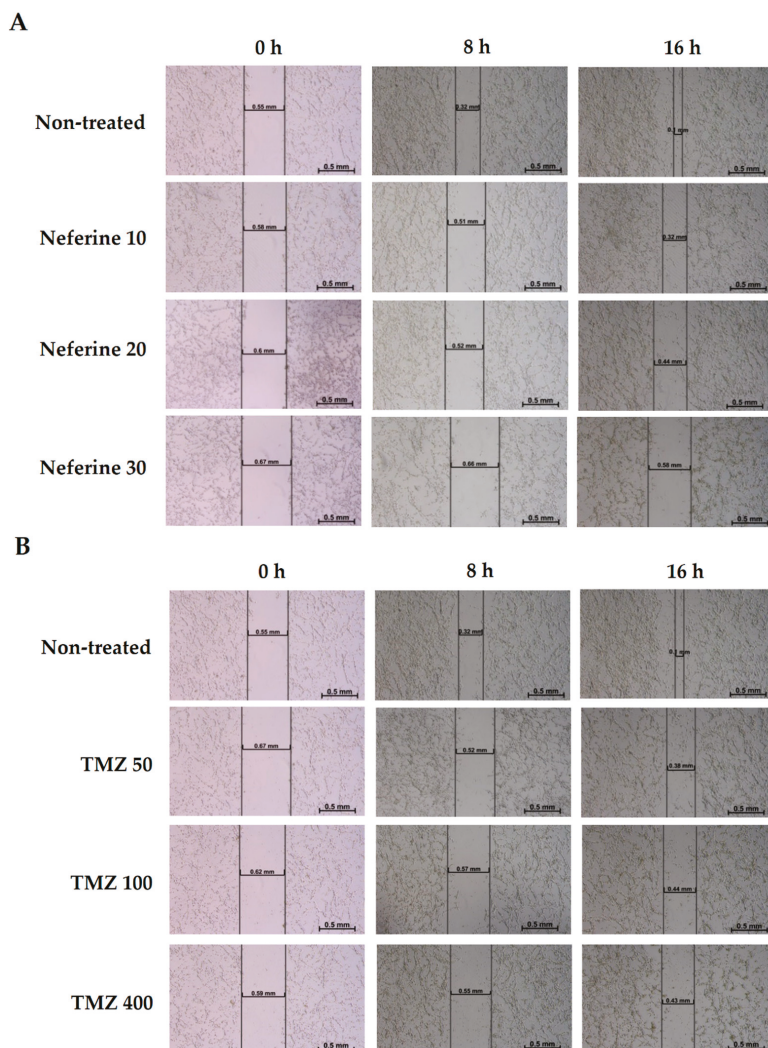 A
0 h 8 h 16 h
Non-treated
0.55 mm 0.32 mm 0.1 mm
0.5 mm 0.5 mm 0.5 mm
Neferine 10
0.58 mm 0.51 mm 0.32 mm
0.5 mm 0.5 mm 0.5 mm
Neferine 20
0.6 mm 0.52 mm 0.44 mm
0.5 mm 0.5 mm 0.5 mm
Neferine 30
0.67 mm 0.66 mm 0.58 mm
0.5 mm 0.5 mm 0.5 mm
B
0 h 8 h 16 h
Non-treated
0.55 mm 0.32 mm 0.1 mm
0.5 mm 0.5 mm 0.5 mm
TMZ 50
0.67 mm 0.52 mm 0.38 mm
0.5 mm 0.5 mm 0.5 mm
TMZ 100
0.62 mm 0.57 mm 0.44 mm
0.5 mm 0.5 mm 0.5 mm
TMZ 400
0.59 mm 0.55 mm 0.43 mm
0.5 mm 0.5 mm 0.5 mm